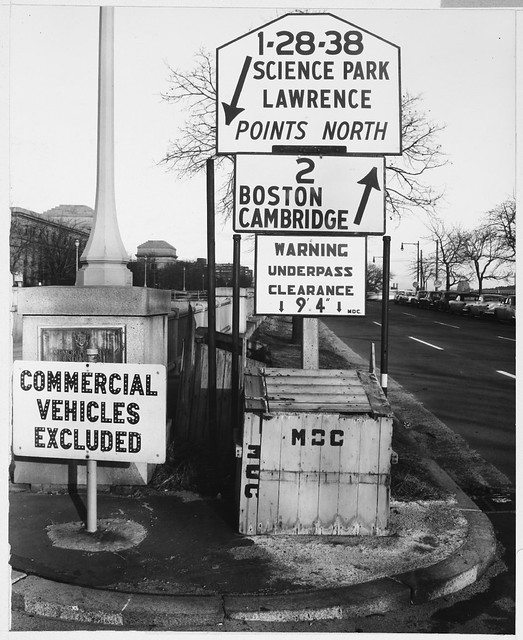 1-28-38
SCIENCE PARK
LAWRENCE
POINTS NORTH
2
BOSTON
CAMBRIDGE
WARNING
UNDERPASS
CLEARANCE
9' 4"
MDC.
COMMERCIAL
VEHICLES
EXCLUDED
MDC
MDC